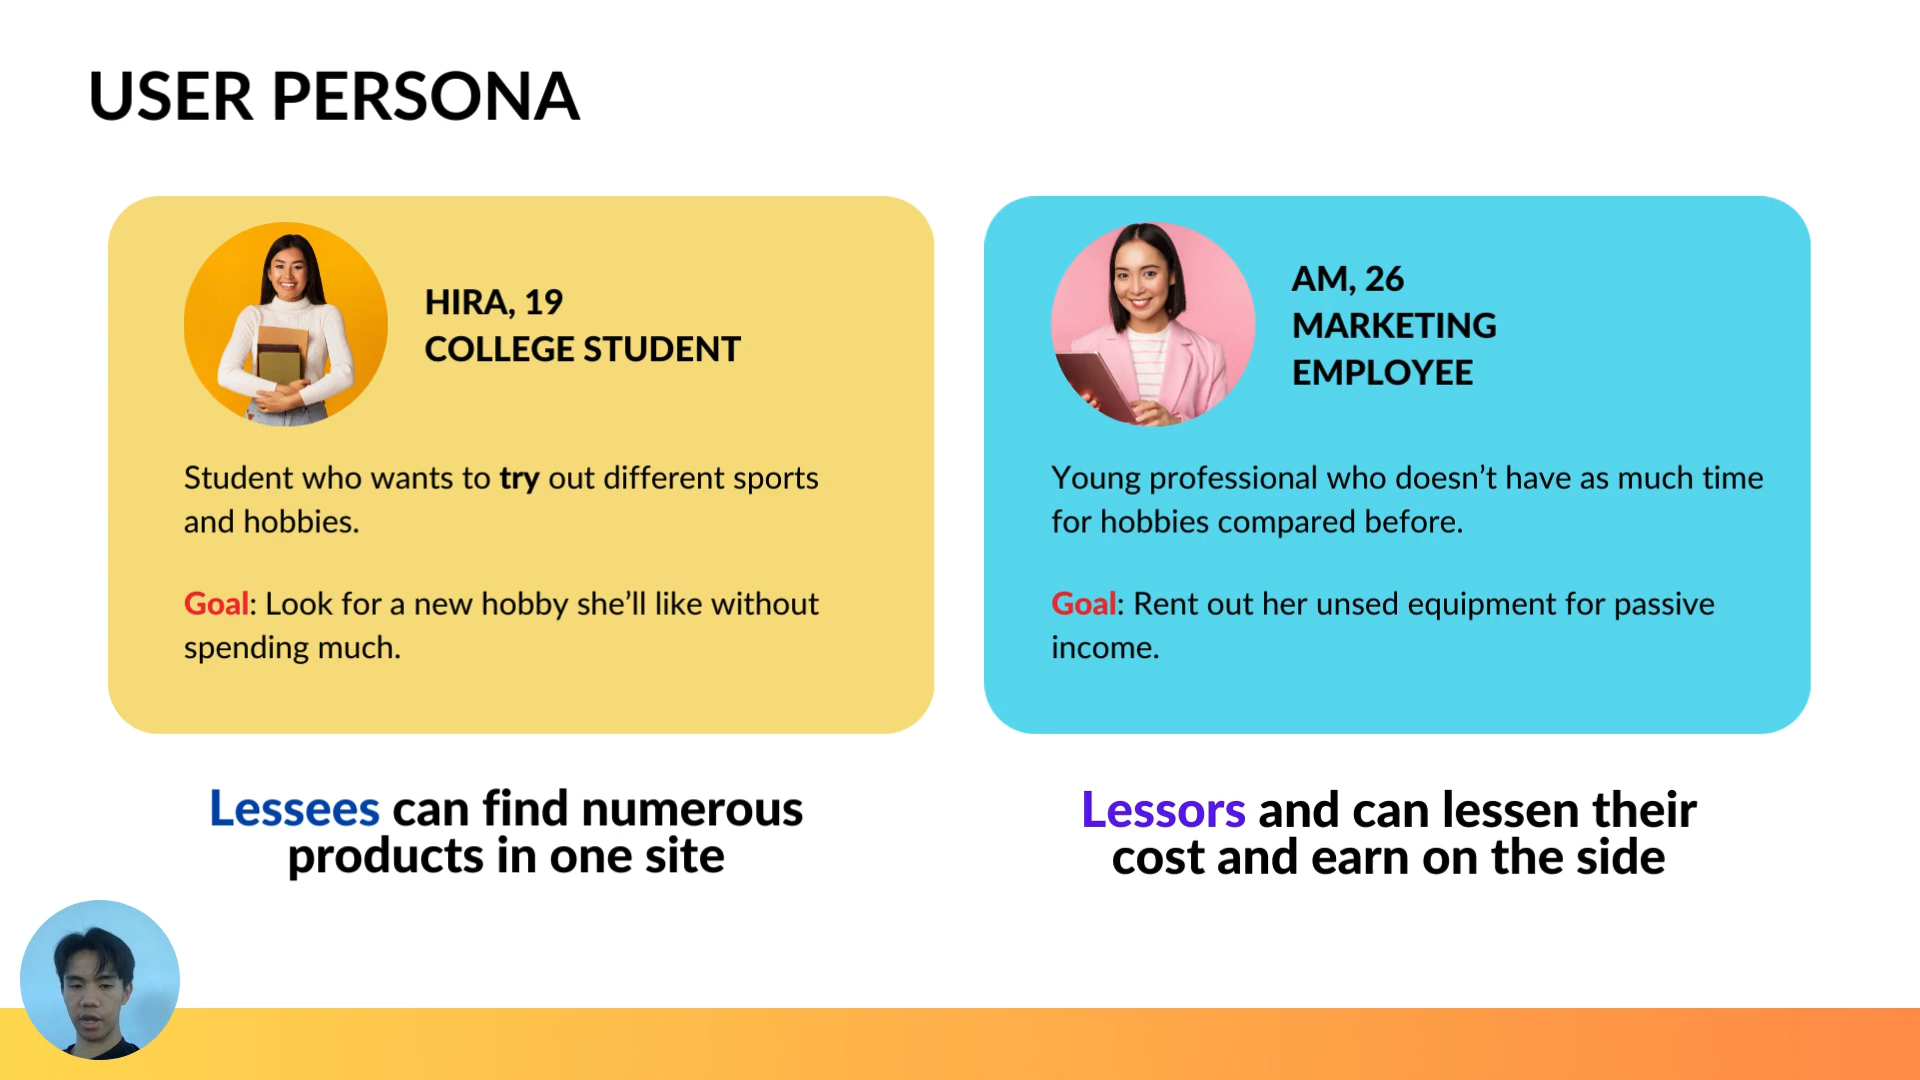 USER PERSONA
HIRA, 19
COLLEGE STUDENT
Student who wants to try out different sports
and hobbies.
Goal: Look for a new hobby she’ll like without
spending much.
Lessees can find numerous
products in one site
AM, 26
MARKETING
EMPLOYEE
Young professional who doesn’t have as much time
for hobbies compared before.
Goal: Rent out her unsed equipment for passive
income.
Lessors and can lessen their
cost and earn on the side